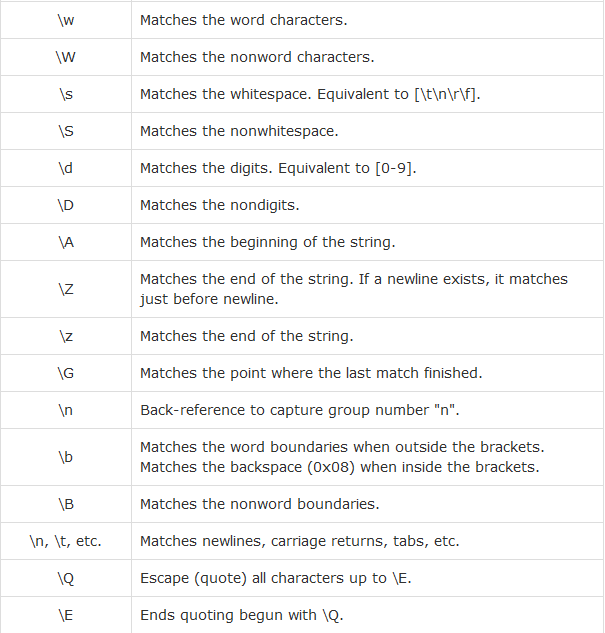 \w Matches the word characters.
\W Matches the nonword characters.
\s Matches the whitespace. Equivalent to [\t\n\r\f].
\S Matches the nonwhitespace.
\d Matches the digits. Equivalent to [0-9].
\D Matches the nondigits.
\A Matches the beginning of the string.
\Z Matches the end of the string. If a newline exists, it matches
just before newline.
\z Matches the end of the string.
\G Matches the point where the last match finished.
\n Back-reference to capture group number "n".
\b Matches the word boundaries when outside the brackets.
Matches the backspace (0x08) when inside the brackets.
\B Matches the nonword boundaries.
\n, \t, etc. Matches newlines, carriage returns, tabs, etc.
\Q Escape (quote) all characters up to \E.
\E Ends quoting begun with \Q.